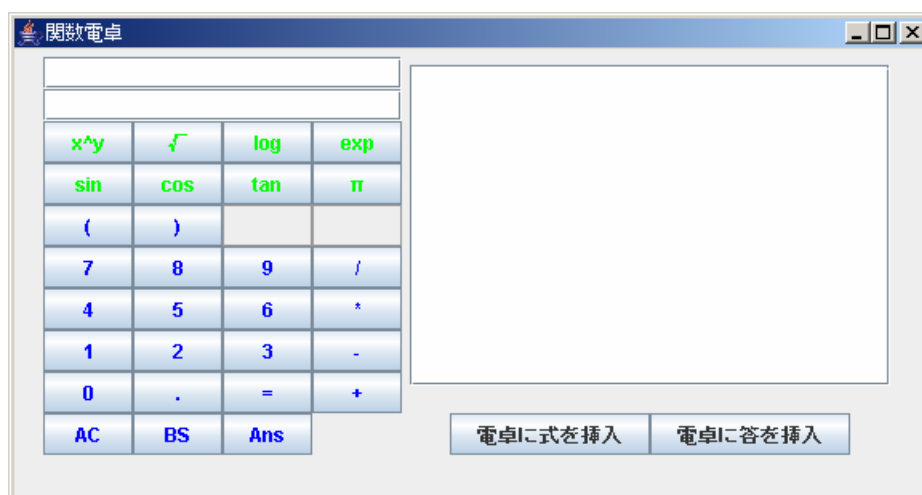 関数電卓
x^y √ log exp
sin cos tan π
( )
7 8 9 /
4 5 6 *
1 2 3 -
0 . = +
AC BS Ans
電卓に式を挿入 電卓に答を挿入